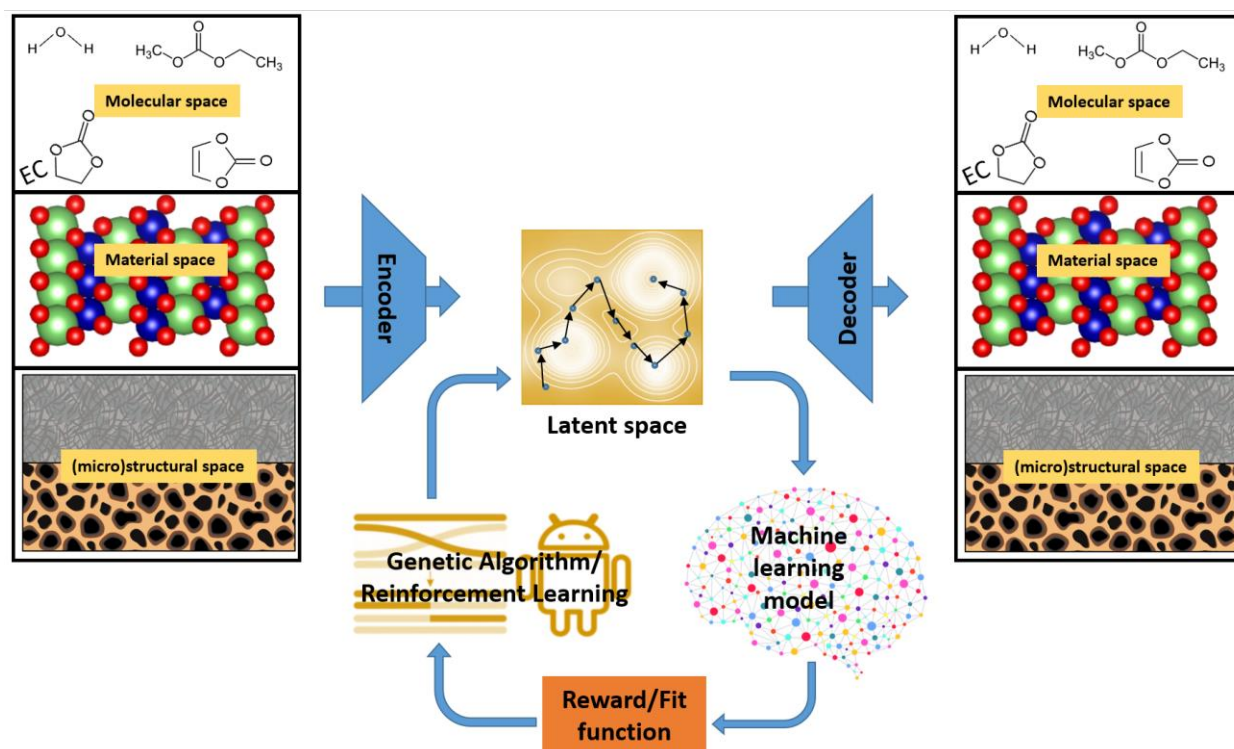 O
H H
O
H₃C O O CH₃
Molecular space
O
O O
EC
O
O
O
Material space
(micro)structural space
Encoder
Latent space
Decoder
Genetic Algorithm/
Reinforcement Learning
Machine
learning
model
Reward/Fit
function
O
H H
O
H₃C O O CH₃
Molecular space
O
O O
EC
O
O
O
Material space
(micro)structural space